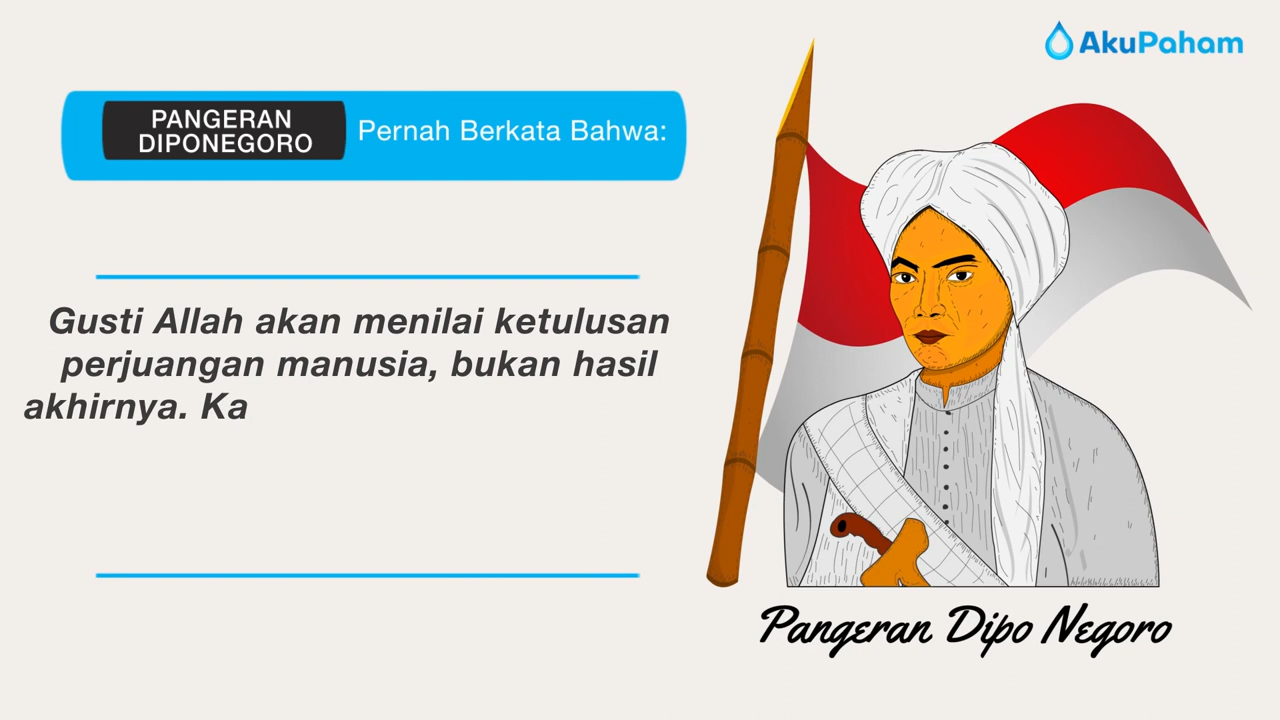 AkuPaham
PANGERAN
DIPONEGORO
Pernah Berkata Bahwa:
Gusti Allah akan menilai ketulusan
perjuangan manusia, bukan hasil
akhirnya. Ka
Pangeran Dipo Negoro